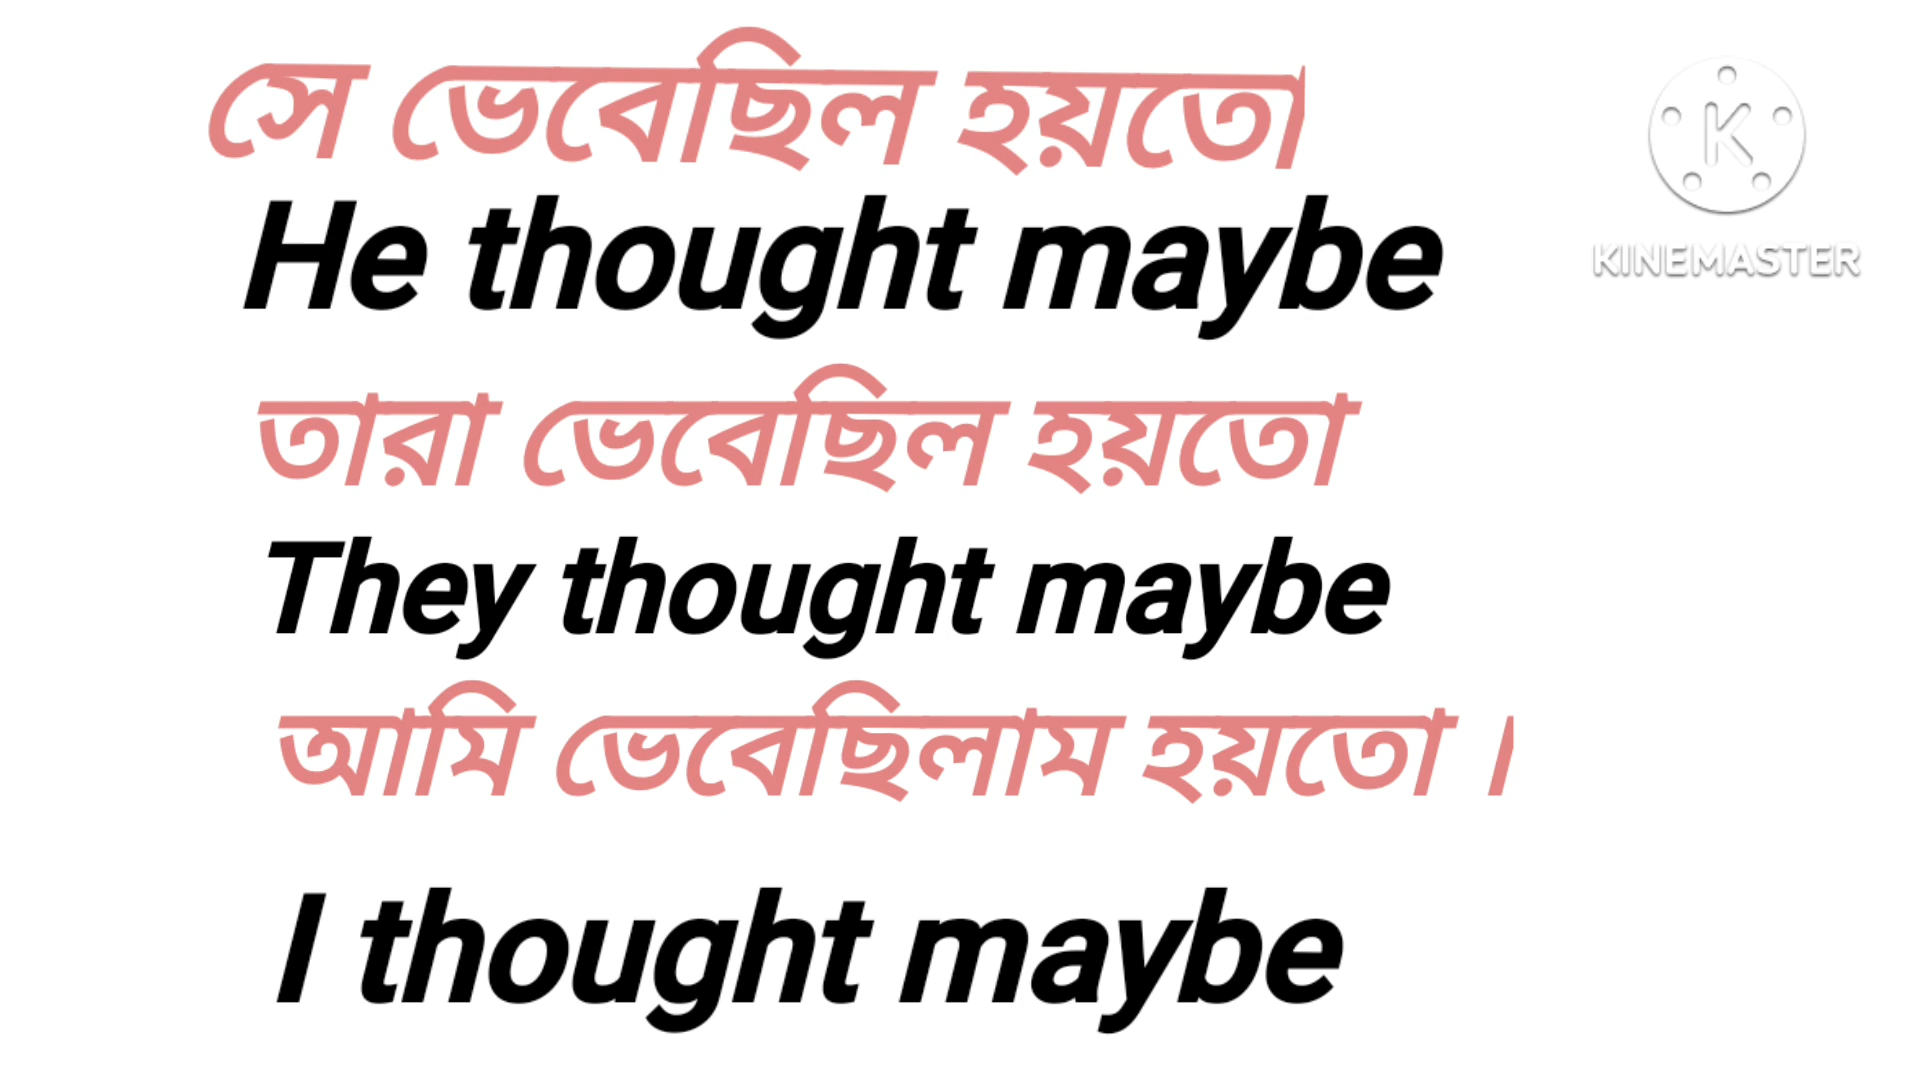 সে ভেবেছিল হয়তো
He thought maybe
তারা ভেবেছিল হয়তো
They thought maybe
আমি ভেবেছিলাম হয়তো ।
I thought maybe
K
KINEMASTER